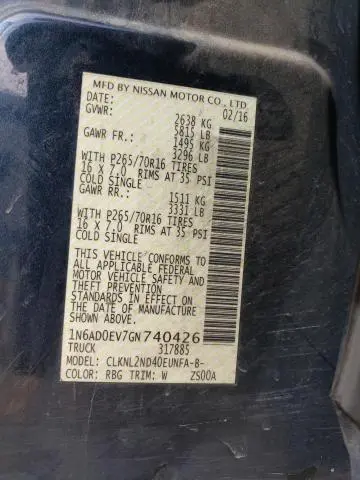 MFD BY NISSAN MOTOR CO., LTD
DATE: 02/16
GVWR: 2638 KG
5815 LB
GAWR FR.: 1495 KG
3296 LB
WITH P265/70R16 TIRES
16 X 7.0 RIMS AT 35 PSI
COLD SINGLE
GAWR RR.: 1511 KG
3331 LB
WITH P265/70R16 TIRES
16 X 7.0 RIMS AT 35 PSI
COLD SINGLE
THIS VEHICLE CONFORMS TO
ALL APPLICABLE FEDERAL
MOTOR VEHICLE SAFETY AND
THEFT PREVENTION
STANDARDS IN EFFECT ON
THE DATE OF MANUFACTURE
SHOWN ABOVE.
1N6AD0EV7GN740426
TRUCK 317885
MODEL: CLKNL2ND40EUNFA-B-
COLOR: RBG TRIM: W ZS00A